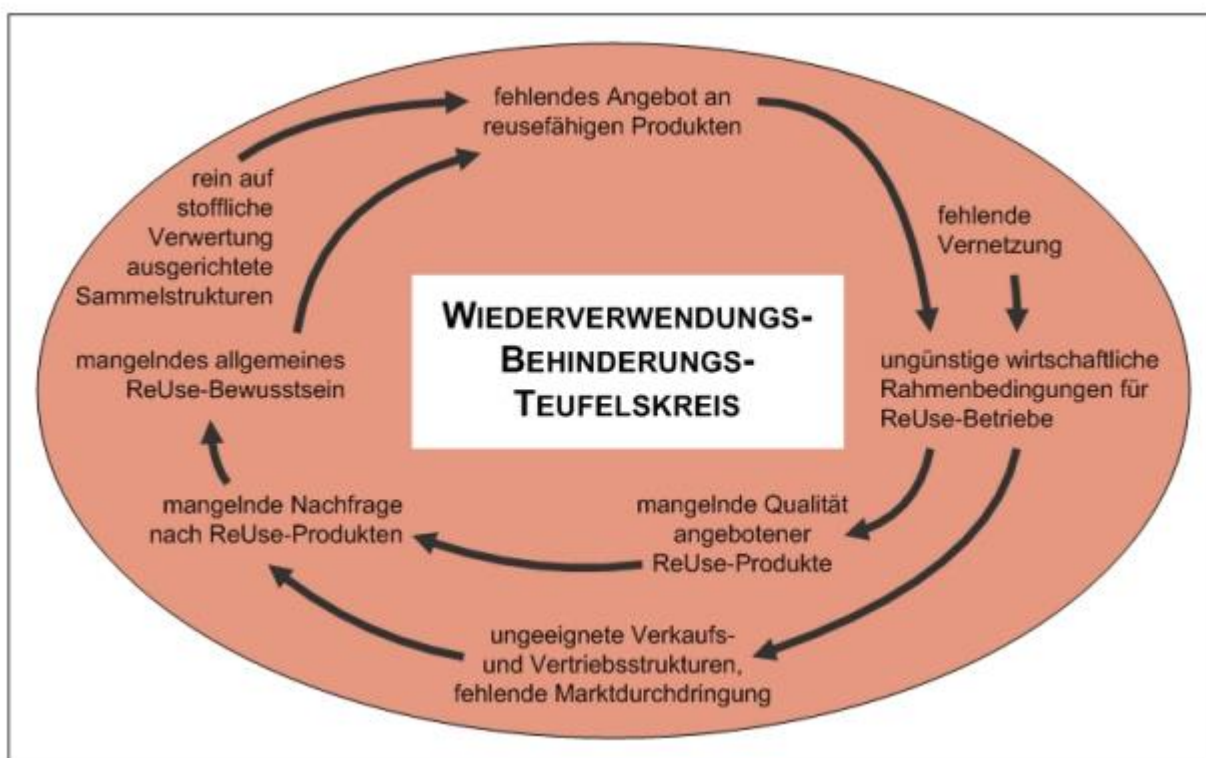 fehlendes Angebot an
reusefähigen Produkten
rein auf
stoffliche
Verwertung
ausgerichtete
Sammelstrukturen
fehlende
Vernetzung
WIEDERVERWENDUNGS-
BEHINDERUNGS-
TEUFELSKREIS
mangelndes allgemeines
ReUse-Bewusstsein
ungünstige wirtschaftliche
Rahmenbedingungen für
ReUse-Betriebe
mangelnde Nachfrage
nach ReUse-Produkten
mangelnde Qualität
angebotener
ReUse-Produkte
ungeeignete Verkaufs-
und Vertriebsstrukturen,
fehlende Marktdurchdringung